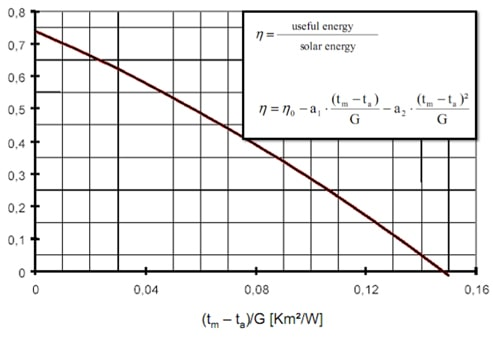 0,8
0,7
0,6
0,5
0,4
0,3
0,2
0,1
0
η = useful energy / solar energy
η = η₀ − a₁ · (tₘ − tₐ) / G − a₂ · (tₘ − tₐ)² / G
0 0,04 0,08 0,12 0,16
(tₘ – tₐ)/G [Km²/W]